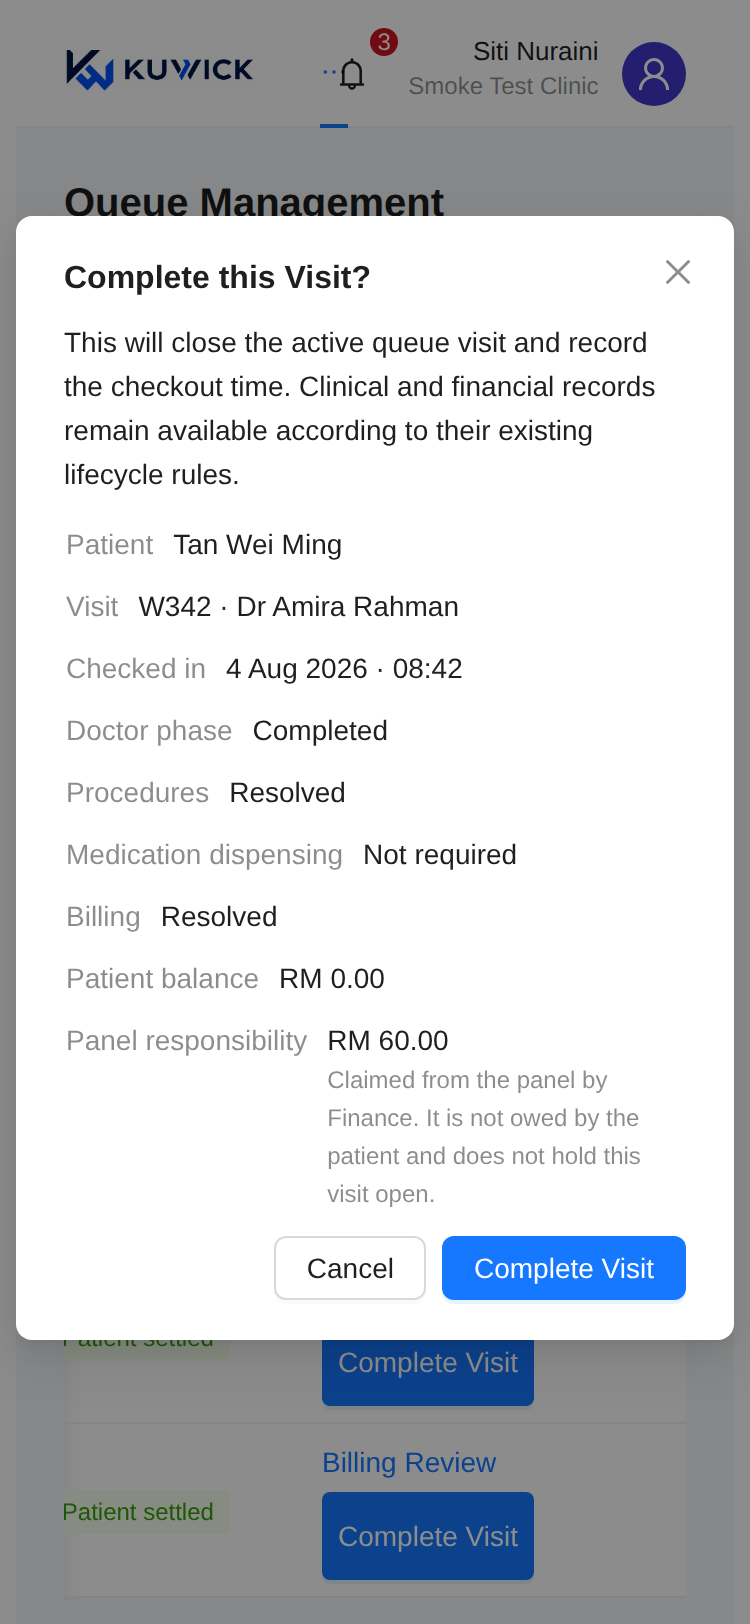 KUWICK
3
Siti Nuraini
Smoke Test Clinic
Queue Management
Complete this Visit?
This will close the active queue visit and record
the checkout time. Clinical and financial records
remain available according to their existing
lifecycle rules.
Patient Tan Wei Ming
Visit W342 · Dr Amira Rahman
Checked in 4 Aug 2026 · 08:42
Doctor phase Completed
Procedures Resolved
Medication dispensing Not required
Billing Resolved
Patient balance RM 0.00
Panel responsibility RM 60.00
Claimed from the panel by
Finance. It is not owed by the
patient and does not hold this
visit open.
Cancel Complete Visit
Patient settled
Complete Visit
Billing Review
Patient settled
Complete Visit